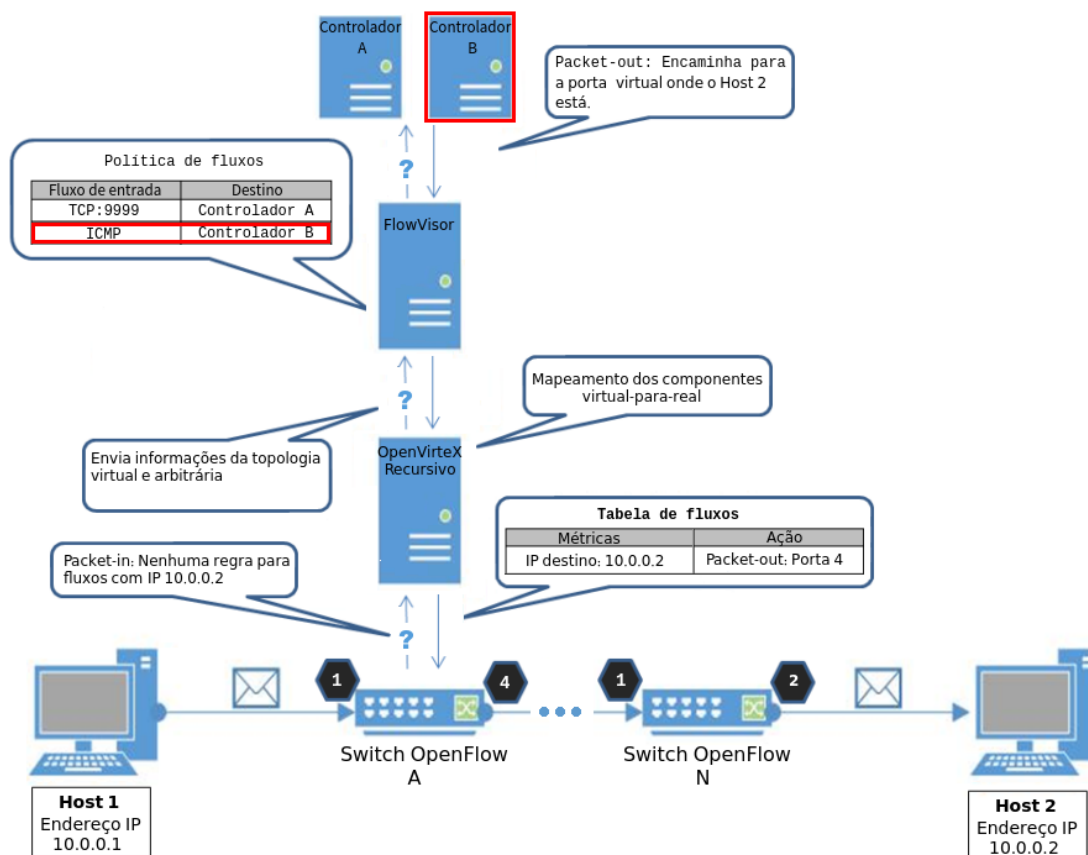 Controlador
A
Controlador
B
Packet-out: Encaminha para
a porta virtual onde o Host 2
está.
?
Política de fluxos
Fluxo de entrada Destino
TCP:9999 Controlador A
ICMP Controlador B
FlowVisor
Mapeamento dos componentes
virtual-para-real
?
Envia informações da topologia
virtual e arbitrária
OpenVirteX
Recursivo
Tabela de fluxos
Métricas Ação
IP destino: 10.0.0.2 Packet-out: Porta 4
Packet-in: Nenhuma regra para
fluxos com IP 10.0.0.2
?
1 4 1 2
Switch OpenFlow
A
Switch OpenFlow
N
Host 1
Endereço IP
10.0.0.1
Host 2
Endereço IP
10.0.0.2